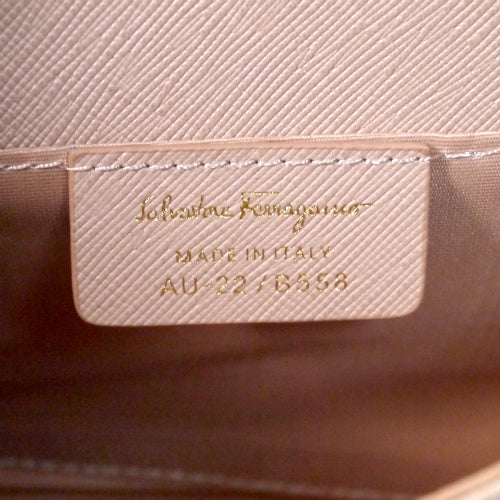 Salvatore Ferragamo
MADE IN ITALY
AU-22/B558